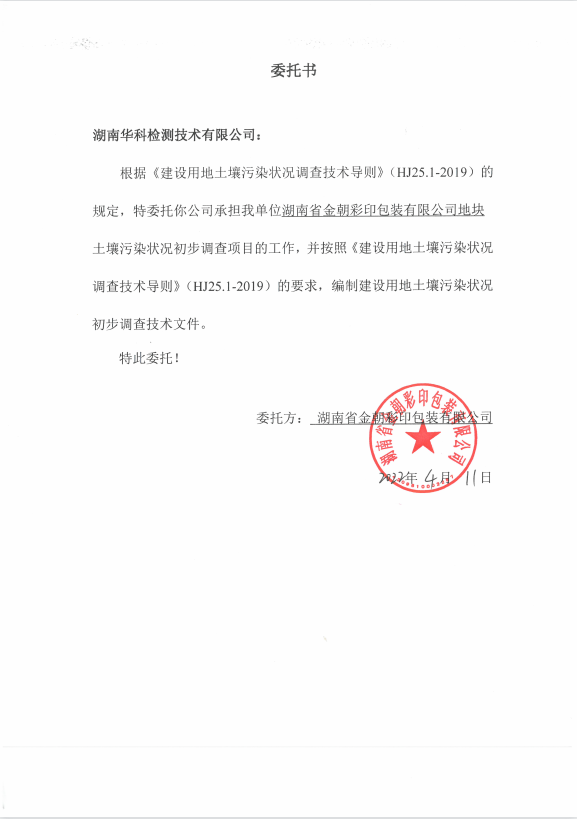 委托书
湖南华科检测技术有限公司：
根据《建设用地土壤污染状况调查技术导则》（HJ25.1-2019）的
规定，特委托你公司承担我单位湖南省金朝彩印包装有限公司地块
土壤污染状况初步调查项目的工作，并按照《建设用地土壤污染状况
调查技术导则》（HJ25.1-2019）的要求，编制建设用地土壤污染状况
初步调查技术文件。
特此委托！
委托方：湖南省金朝彩印包装有限公司
湖南省金朝彩印包装有限公司
2022年4月11日